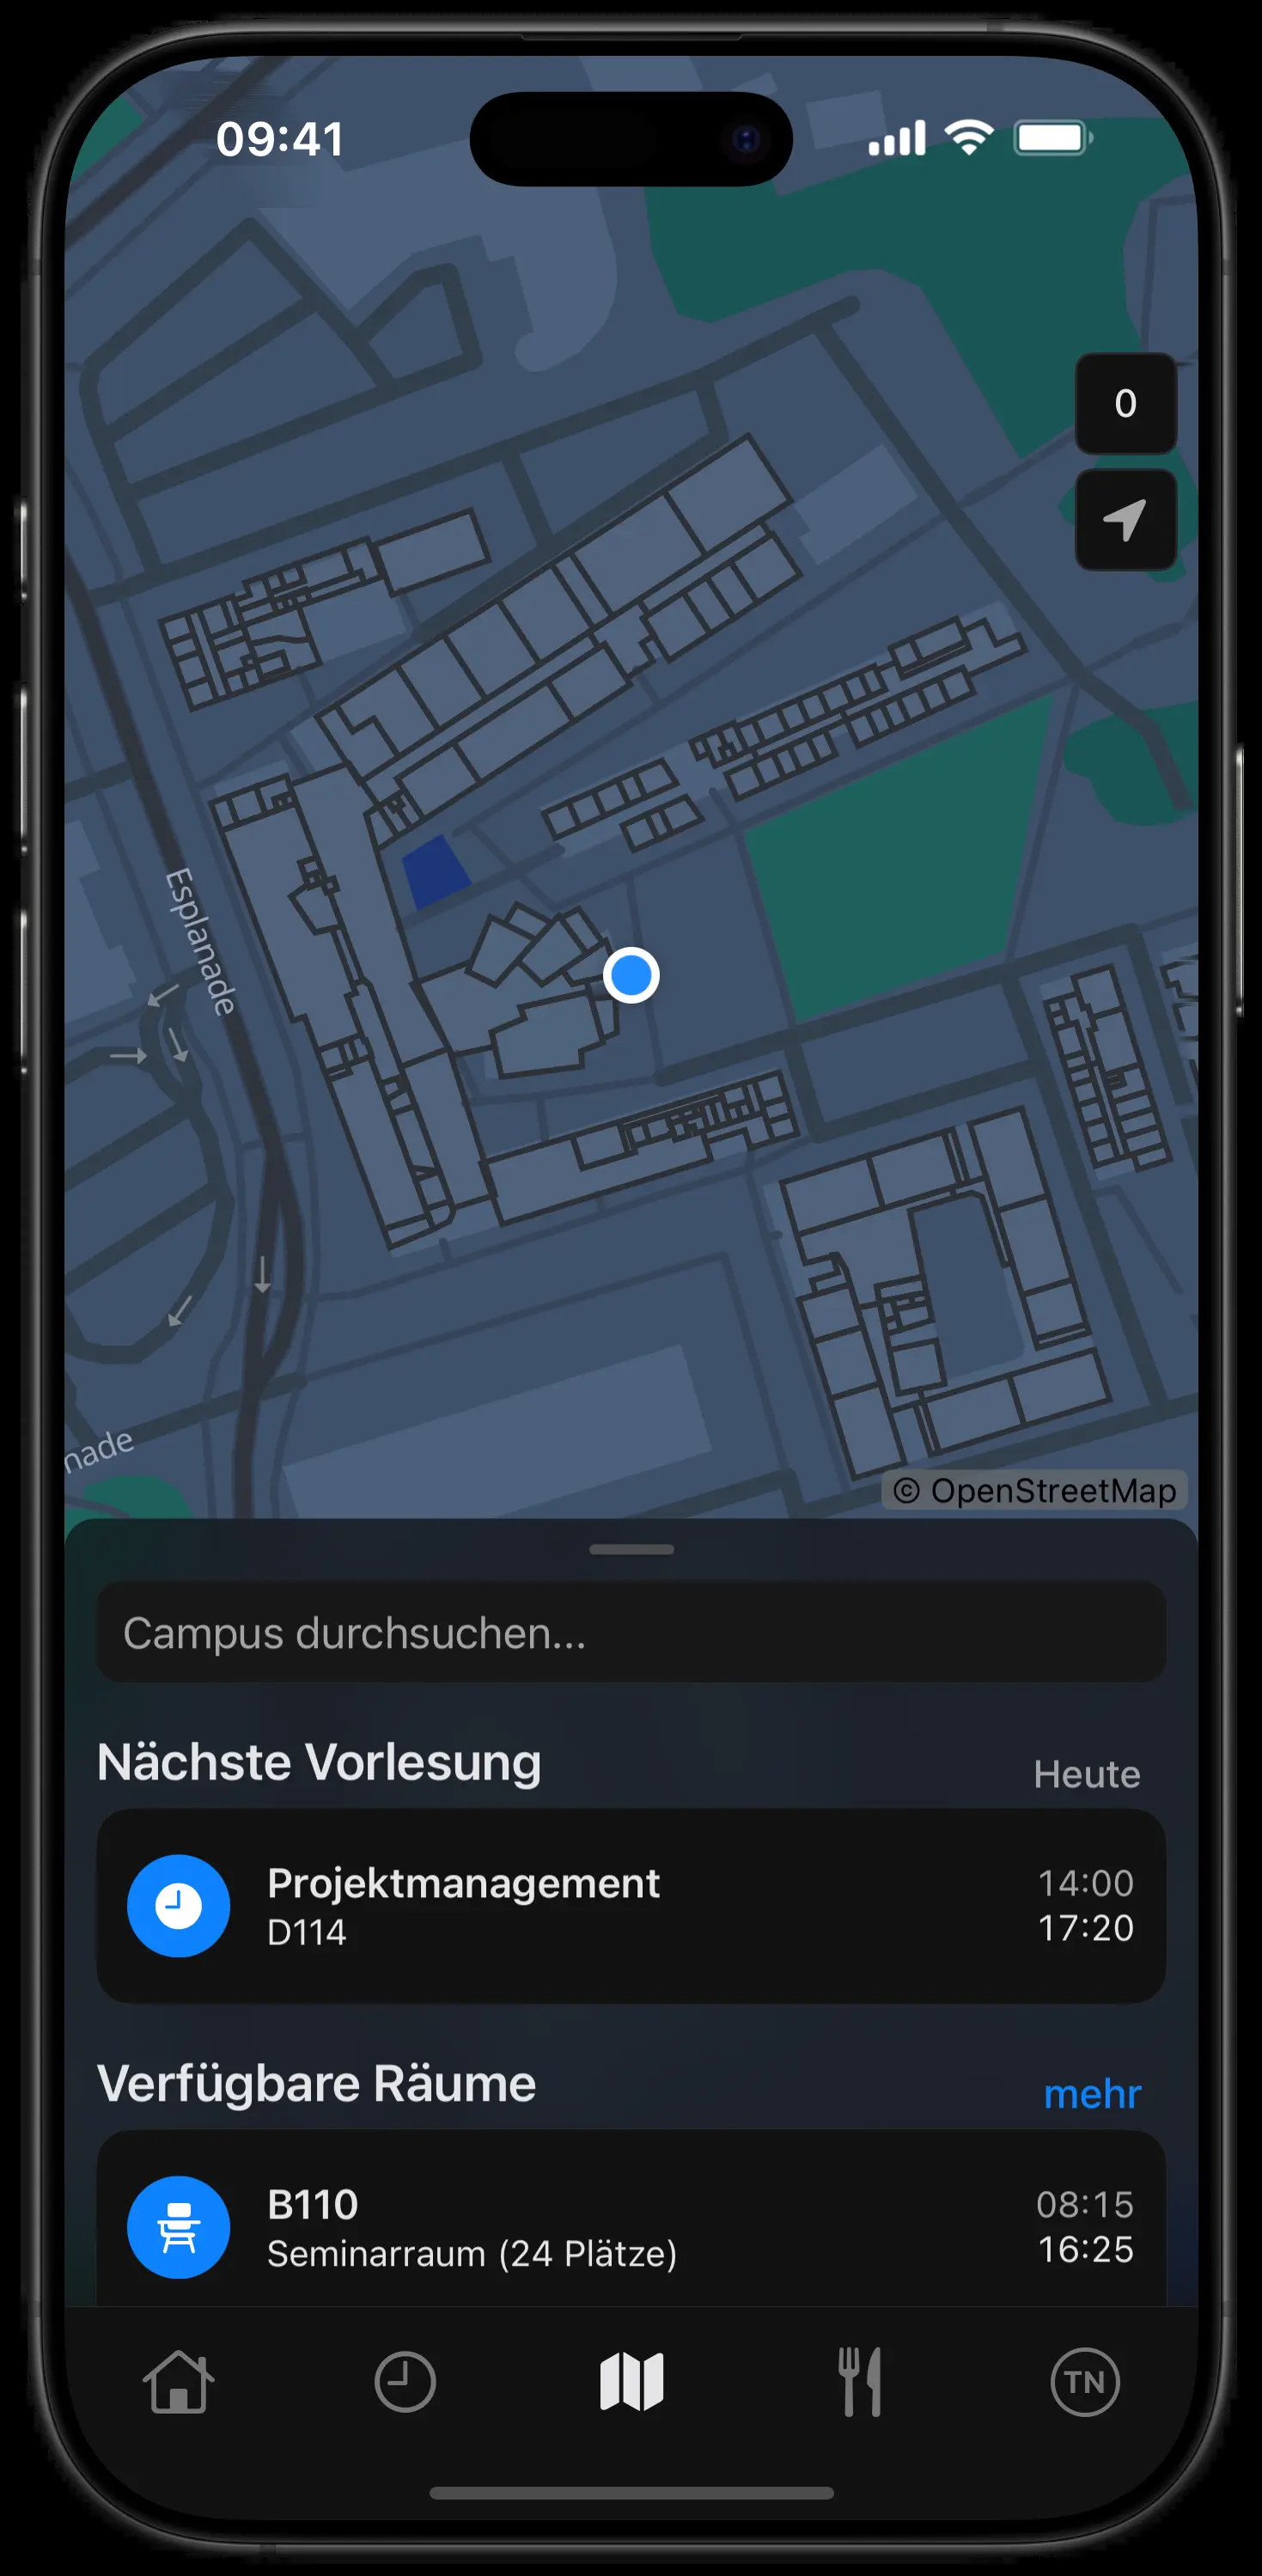 09:41
0
Esplanade
nade
© OpenStreetMap
Campus durchsuchen...
Nächste Vorlesung
Heute
Projektmanagement
14:00
D114
17:20
Verfügbare Räume
mehr
B110
08:15
Seminarraum (24 Plätze)
16:25
TN